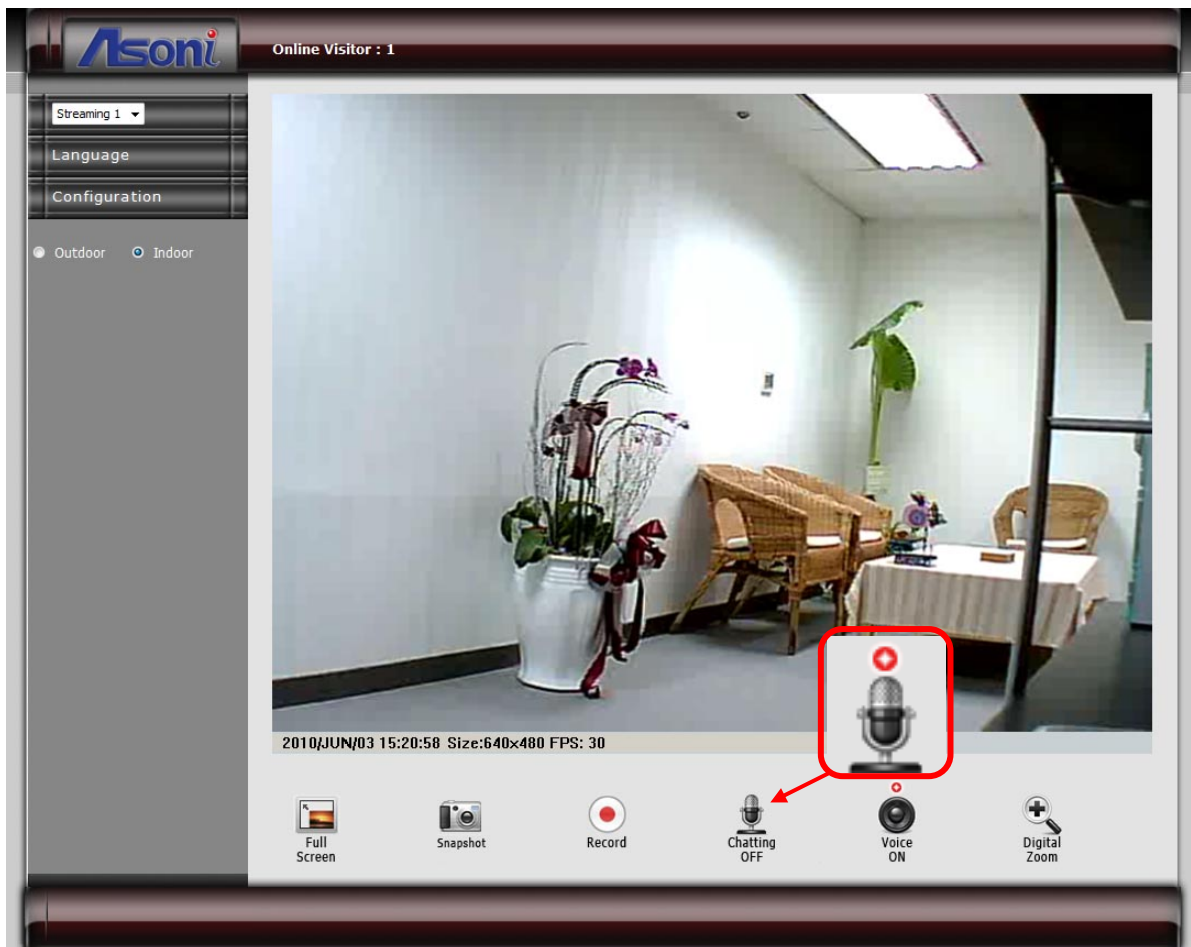 Asoni
Online Visitor : 1
Streaming 1
Language
Configuration
Outdoor
Indoor
2010/JUN/03 15:20:58 Size:640x480 FPS: 30
Full
Screen
Snapshot
Record
Chatting
OFF
Voice
ON
Digital
Zoom